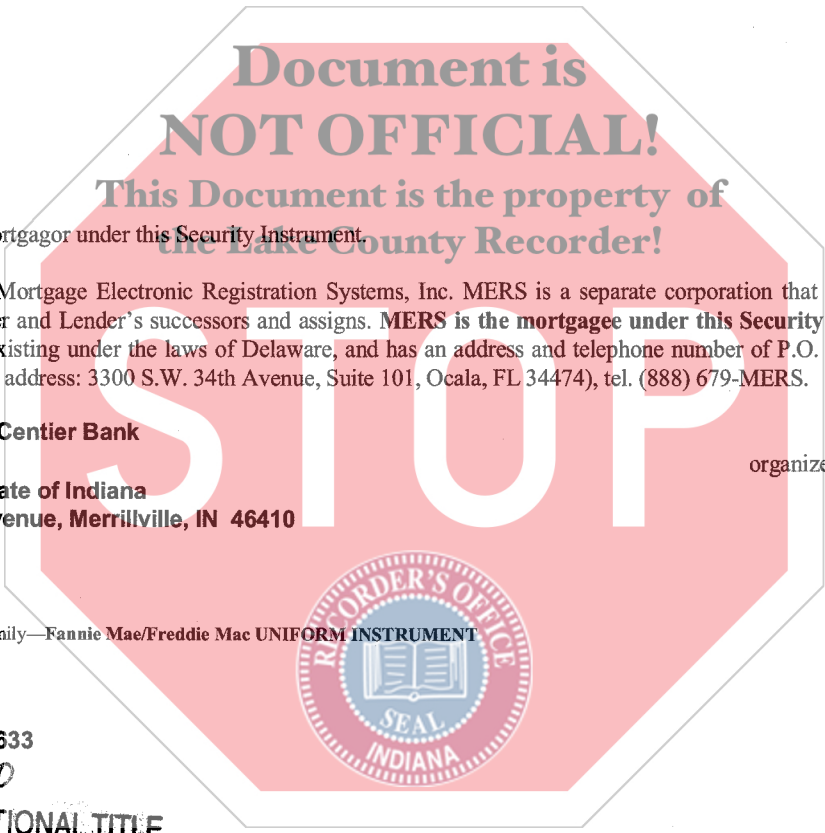 Document is
NOT OFFICIAL!
This Document is the property of
the Lake County Recorder!
rtgagor under this Security Instrument.
Mortgage Electronic Registration Systems, Inc. MERS is a separate corporation that
r and Lender's successors and assigns. MERS is the mortgagee under this Security
xisting under the laws of Delaware, and has an address and telephone number of P.O.
address: 3300 S.W. 34th Avenue, Suite 101, Ocala, FL 34474), tel. (888) 679-MERS.
Centier Bank
organize
ate of Indiana
enue, Merrillville, IN 46410
STOP
nily—Fannie Mae/Freddie Mac UNIFORM INSTRUMENT
RECORDER'S OFFICE
SEAL
INDIANA
633
TIONAL TITLE